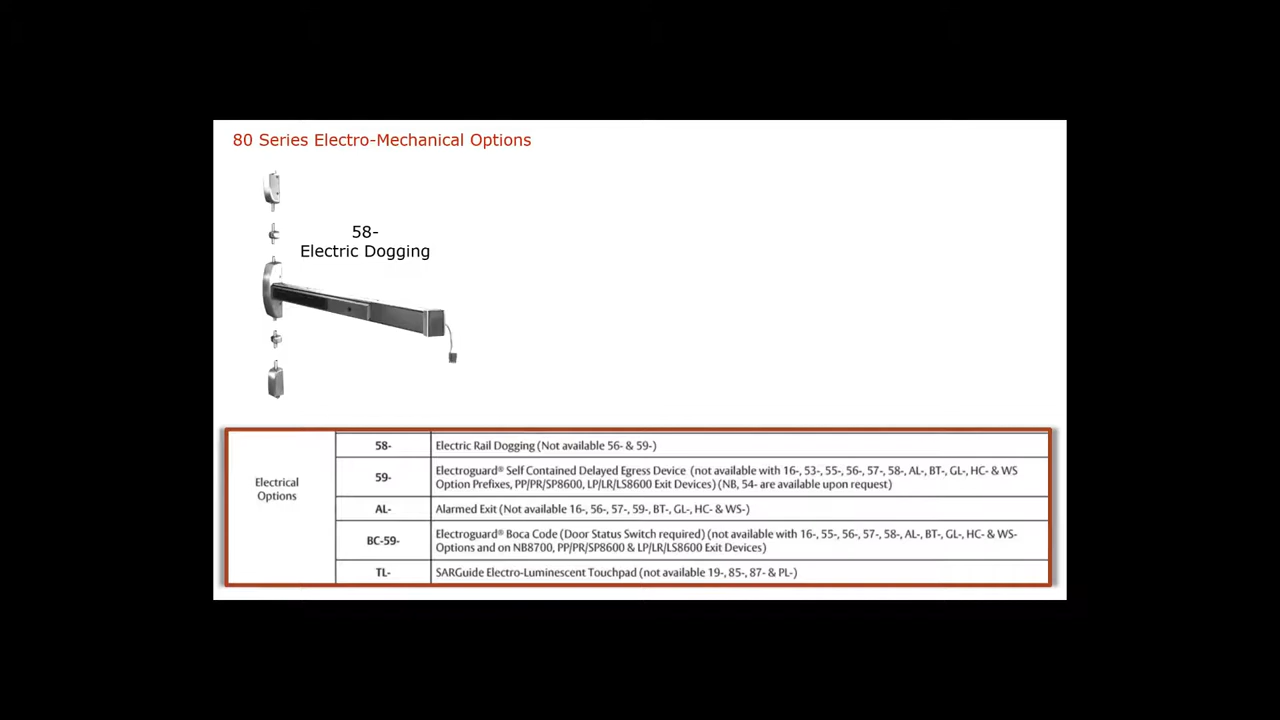 80 Series Electro-Mechanical Options
58-
Electric Dogging
Electrical
Options
58-
Electric Rail Dogging (Not available 56- & 59-)
59-
Electroguard® Self Contained Delayed Egress Device (not available with 16-, 53-, 55-, 56-, 57-, 58-, AL-, BT-, GL-, HC- & WS
Option Prefixes, PP/PR/SP8600, LP/LR/LS8600 Exit Devices) (NB, 54- are available upon request)
AL-
Alarmed Exit (Not available 16-, 56-, 57-, 59-, BT-, GL-, HC- & WS-)
BC-59-
Electroguard® Boca Code (Door Status Switch required) (not available with 16-, 55-, 56-, 57-, 58-, AL-, BT-, GL-, HC- & WS-
Options and on NB8700, PP/PR/SP8600 & LP/LR/LS8600 Exit Devices)
TL-
SARGuide Electro-Luminescent Touchpad (not available 19-, 85-, 87- & PL-)